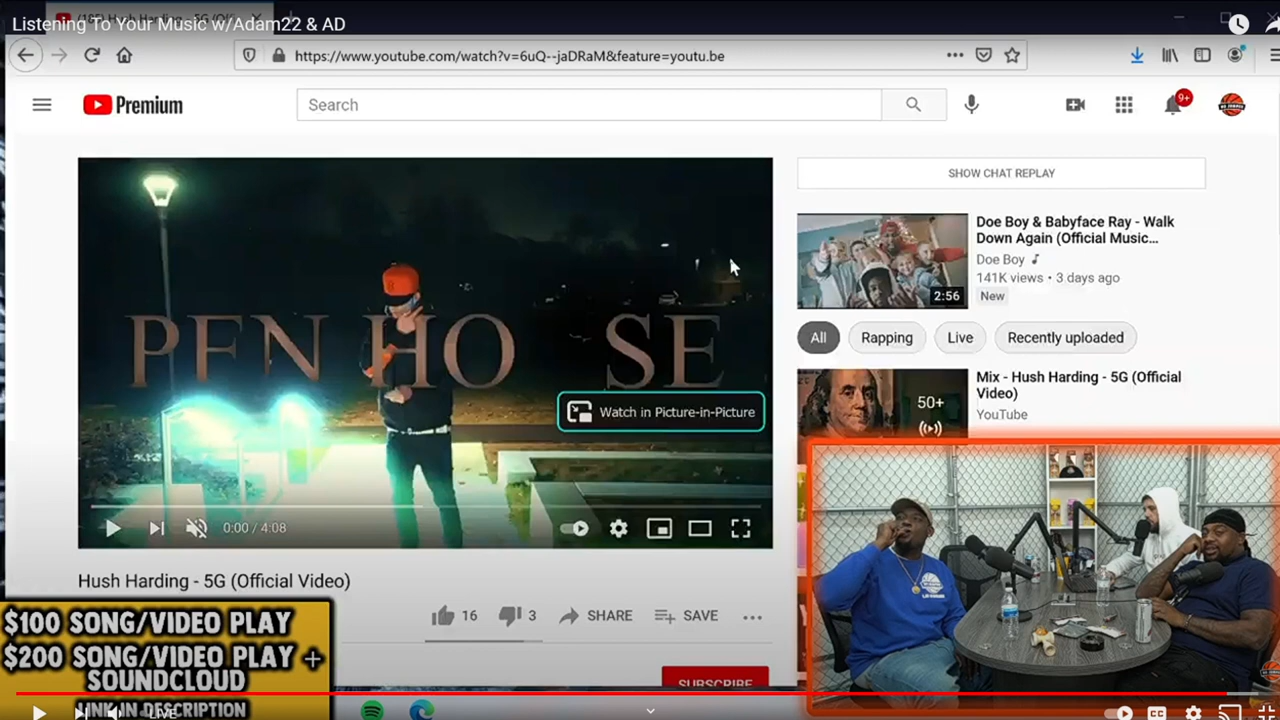 Listening To Your Music w/Adam22 & AD
https://www.youtube.com/watch?v=6uQ--jaDRaM&feature=youtu.be
Premium
Search
9+
SHOW CHAT REPLAY
PEN HO SE
Watch in Picture-in-Picture
0:00 / 4:08
Doe Boy & Babyface Ray - Walk
Down Again (Official Music...
Doe Boy
141K views • 3 days ago
New
2:56
All
Rapping
Live
Recently uploaded
Mix - Hush Harding - 5G (Official
Video)
YouTube
50+
Hush Harding - 5G (Official Video)
16
3
SHARE
SAVE
SUBSCRIBE
$100 SONG/VIDEO PLAY
$200 SONG/VIDEO PLAY +
SOUNDCLOUD
LINK IN DESCRIPTION
LIVE
CC